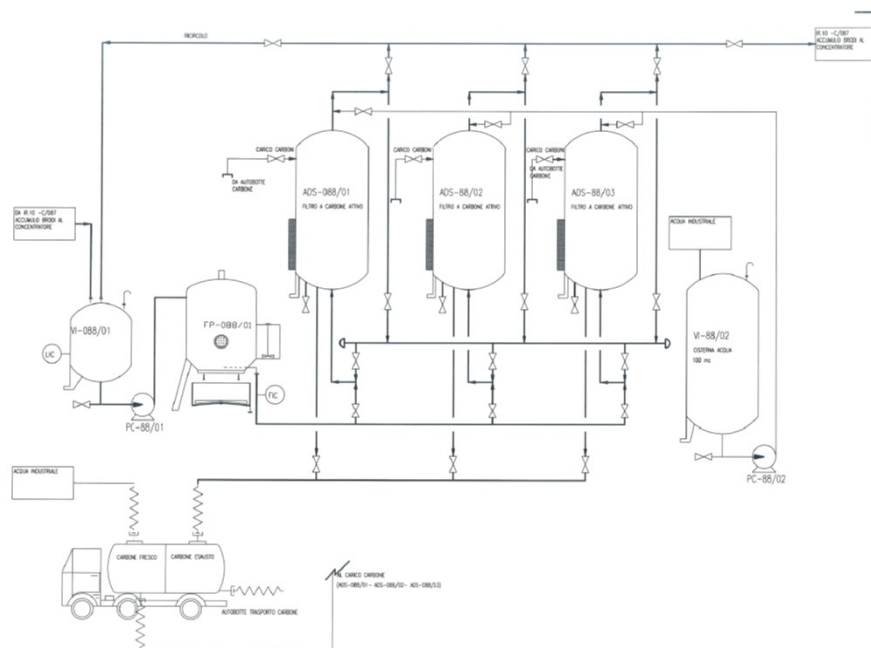 RICIRCOLO
IR.10 -C/087
ACCUMULO BRODI AL
CONCENTRATORE
CARICO CARBONI
CARICO CARBONI
CARICO CARBONI
DA AUTOBOTTE
CARBONE
DA AUTOBOTTE
CARBONE
ADS-088/01
FILTRO A CARBONE ATTIVO
ADS-88/02
FILTRO A CARBONE ATTIVO
ADS-88/03
FILTRO A CARBONE ATTIVO
DA IR.10 -C/087
ACCUMULO BRODI AL
CONCENTRATORE
ACQUA INDUSTRIALE
VI-088/01
FP-088/01
VI-88/02
CISTERNA ACQUA
100 mc
LIC
FIC
PC-88/01
PC-88/02
ACQUA INDUSTRIALE
CARBONE FRESCO
CARBONE ESAUSTO
AL CARICO CARBONE
(ADS-088/01- ADS-088/02- ADS-088/03)
AUTOBOTTE TRASPORTO CARBONE